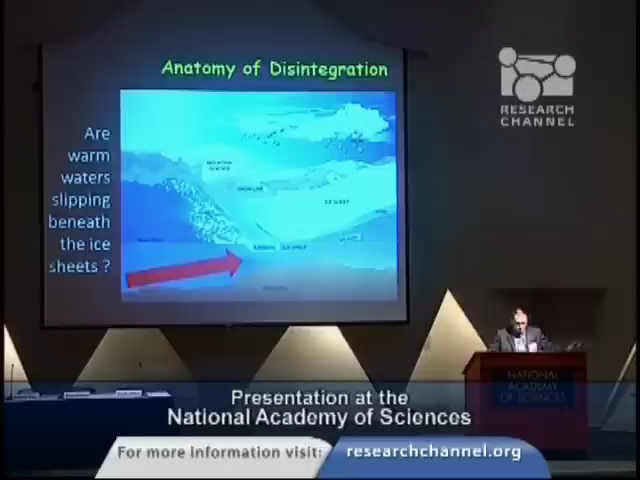 Anatomy of Disintegration
RESEARCH
CHANNEL
Are
warm
waters
slipping
beneath
the ice
sheets ?
NATIONAL
ACADEMY
OF SCIENCES
Presentation at the
National Academy of Sciences
For more information visit:
researchchannel.org